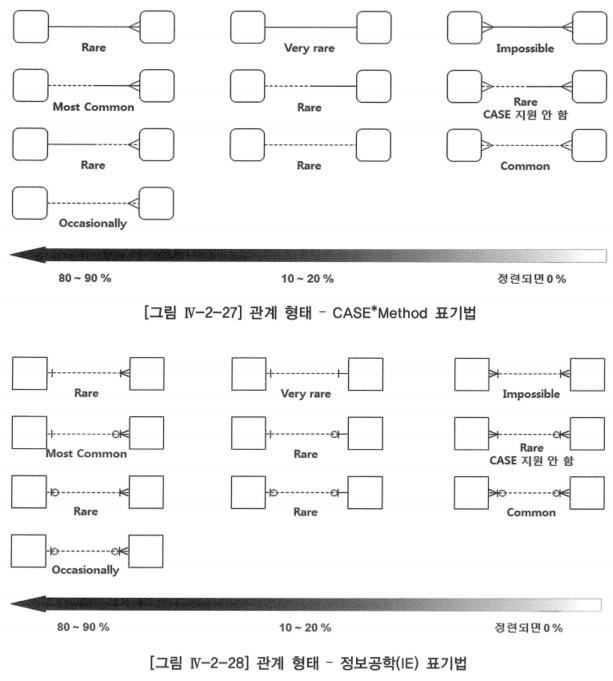 Rare Very rare Impossible
Most Common Rare Rare
CASE 지원 안 함
Rare Rare Common
Occasionally
80 ~ 90 % 10 ~ 20 % 정련되면 0 %
[그림 Ⅳ-2-27] 관계 형태 - CASE*Method 표기법
Rare Very rare Impossible
Most Common Rare Rare
CASE 지원 안 함
Rare Rare Common
Occasionally
80 ~ 90 % 10 ~ 20 % 정련되면 0 %
[그림 Ⅳ-2-28] 관계 형태 - 정보공학(IE) 표기법